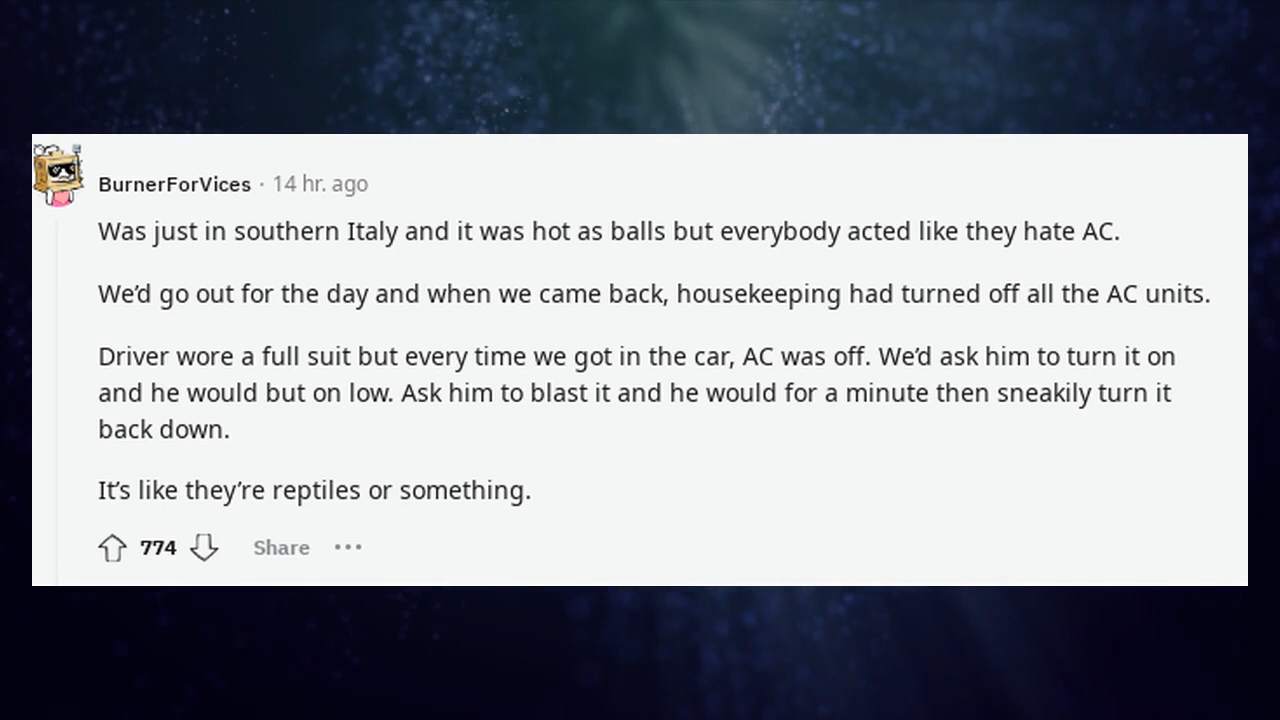 BurnerForVices · 14 hr. ago
Was just in southern Italy and it was hot as balls but everybody acted like they hate AC.
We’d go out for the day and when we came back, housekeeping had turned off all the AC units.
Driver wore a full suit but every time we got in the car, AC was off. We’d ask him to turn it on
and he would but on low. Ask him to blast it and he would for a minute then sneakily turn it
back down.
It’s like they’re reptiles or something.
774 Share •••